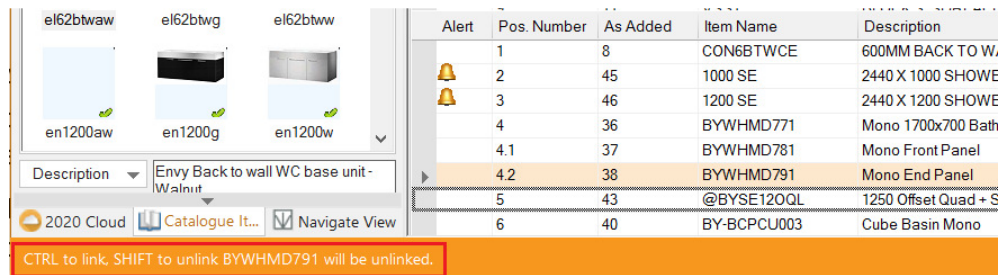 el62btwaw el62btwg el62btww
en1200aw en1200g en1200w
Description Envy Back to wall WC base unit -
Walnut
2020 Cloud Catalogue It... Navigate View
Alert Pos. Number As Added Item Name Description
1 8 CON6BTWCE 600MM BACK TO WA
2 45 1000 SE 2440 X 1000 SHOWE
3 46 1200 SE 2440 X 1200 SHOWE
4 36 BYWHMD771 Mono 1700x700 Bath
4.1 37 BYWHMD781 Mono Front Panel
4.2 38 BYWHMD791 Mono End Panel
5 43 @BYSE12OQL 1250 Offset Quad + S
6 40 BY-BCPCU003 Cube Basin Mono
CTRL to link, SHIFT to unlink BYWHMD791 will be unlinked.